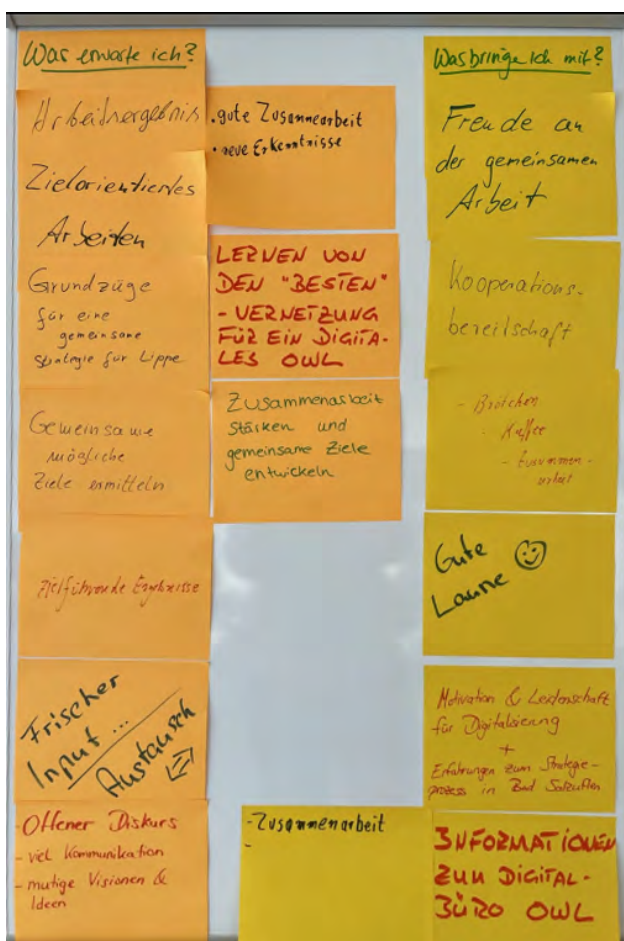 Was erwarte ich?
Arbeitsergebnis
Zielorientiertes
Arbeiten
Grundzüge
für eine
gemeinsame
Strategie für Lippe
Gemeinsame
mögliche
Ziele ermitteln
Zielführende Ergebnisse
Frischer
Input ...
Austausch
- Offener Diskurs
- viel Kommunikation
- mutige Visionen &
Ideen
• gute Zusammearbeit
• neue Erkenntnisse
LERNEN VON
DEN "BESTEN"
- VERNETZUNG
FÜR EIN DIGITA-
LES OWL
Zusammenarbeit
Stärken und
gemeinsame Ziele
entwickeln
Was bringe ich mit?
Freude an
der gemeinsamen
Arbeit
Kooperations-
bereitschaft
- Brötchen
- Kaffee
- Zusammen-
arbeit
Gute
Laune
Motivation & Leidenschaft
für Digitalisierung
+
Erfahrungen zum Strategie-
prozess in Bad Salzuflen
- Zusammenarbeit
-
INFORMATIONEN
ZUM DIGITAL-
BÜRO OWL